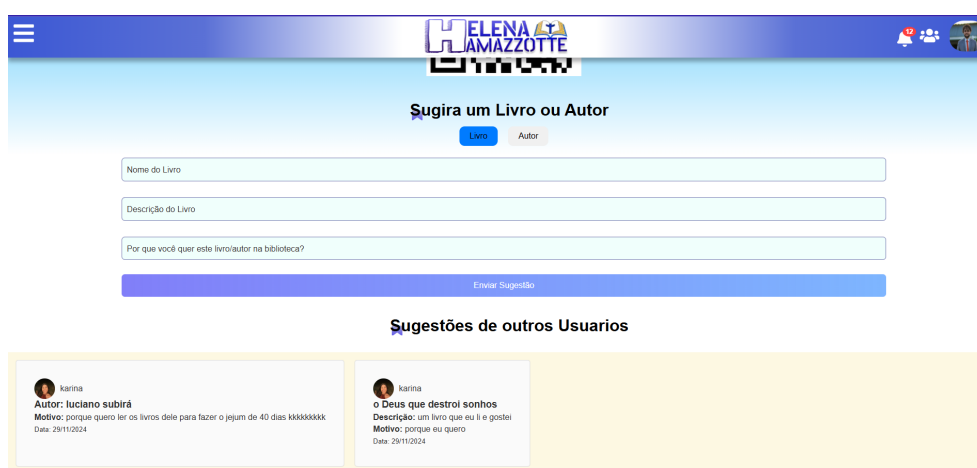 HELENA
MAMAZZOTTE
12
Sugira um Livro ou Autor
Livro
Autor
Nome do Livro
Descrição do Livro
Por que você quer este livro/autor na biblioteca?
Enviar Sugestão
Sugestões de outros Usuarios
karina
Autor: luciano subirá
Motivo: porque quero ler os livros dele para fazer o jejum de 40 dias kkkkkkkkk
Data: 29/11/2024
karina
o Deus que destroi sonhos
Descrição: um livro que eu li e gostei
Motivo: porque eu quero
Data: 29/11/2024